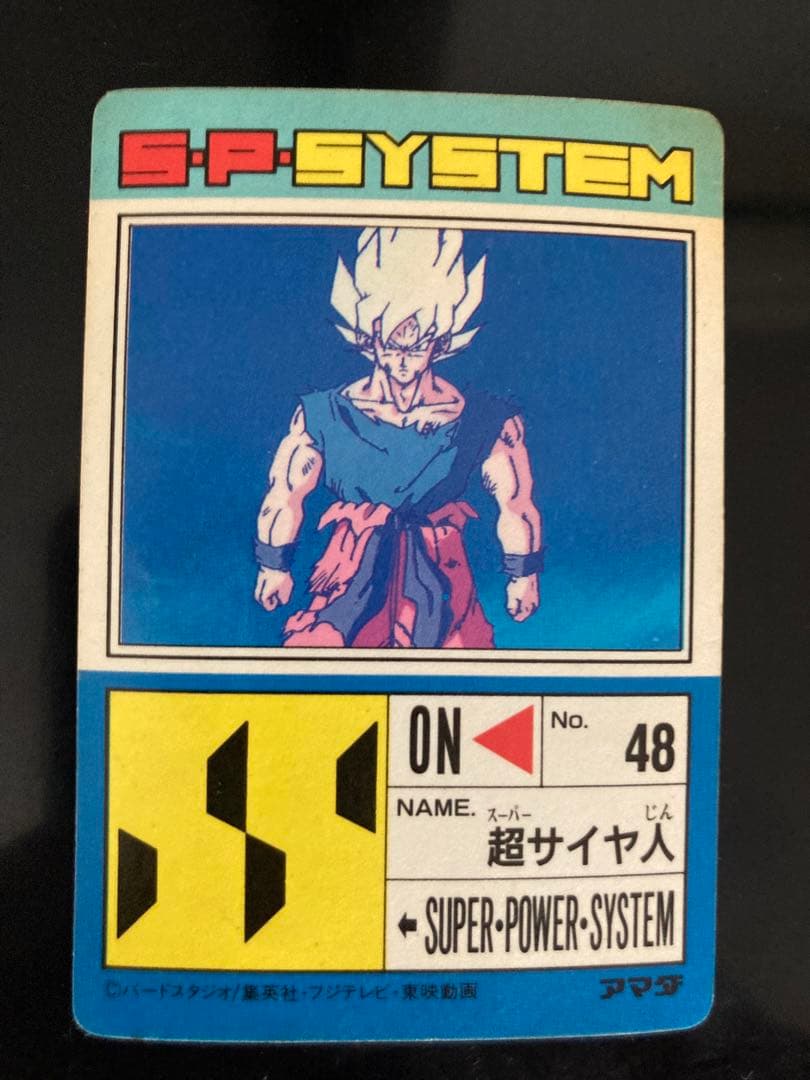 S·P·SYSTEM
ON
No.
48
NAME.
スーパー じん
超サイヤ人
←SUPER·POWER·SYSTEM
©バードスタジオ/集英社・フジテレビ・東映動画
アマダ